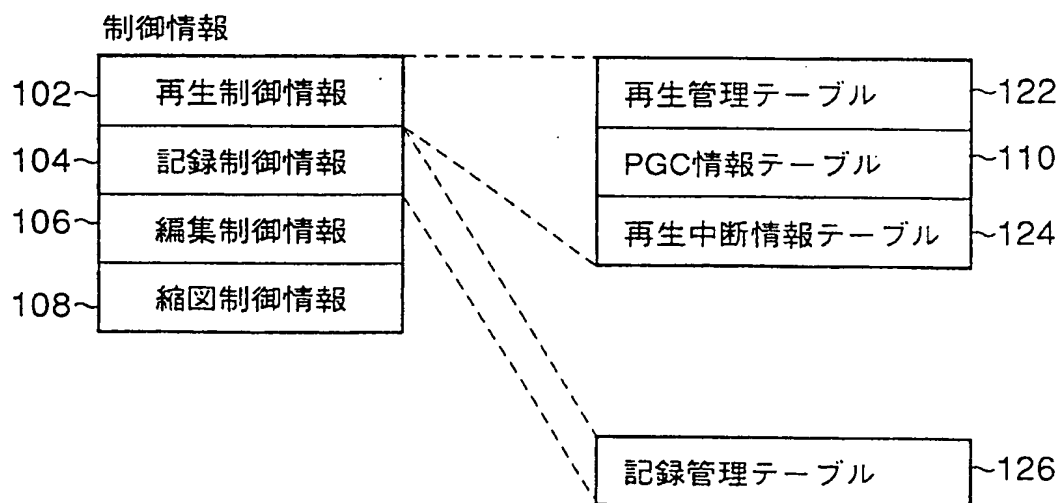 制御情報
102~ 再生制御情報
104~ 記録制御情報
106~ 編集制御情報
108~ 縮図制御情報
再生管理テーブル ~122
PGC情報テーブル ~110
再生中断情報テーブル ~124
記録管理テーブル ~126